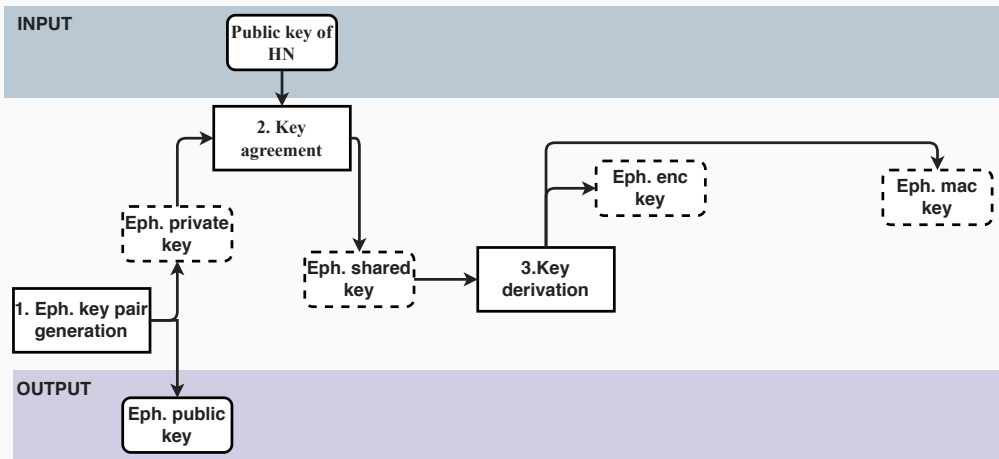 INPUT
Public key of
HN
2. Key
agreement
Eph. enc
key
Eph. mac
key
Eph. private
key
Eph. shared
key
3.Key
derivation
1. Eph. key pair
generation
OUTPUT
Eph. public
key